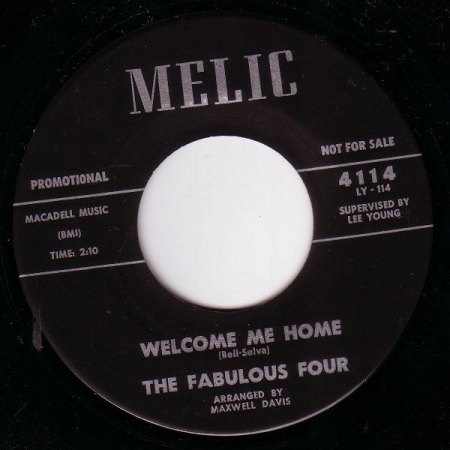 MELIC
NOT FOR SALE
PROMOTIONAL
4114
LY - 114
MACADELL MUSIC
(BMI)
TIME: 2:10
SUPERVISED BY
LEE YOUNG
WELCOME ME HOME
(Bell-Selva)
THE FABULOUS FOUR
ARRANGED BY
MAXWELL DAVIS